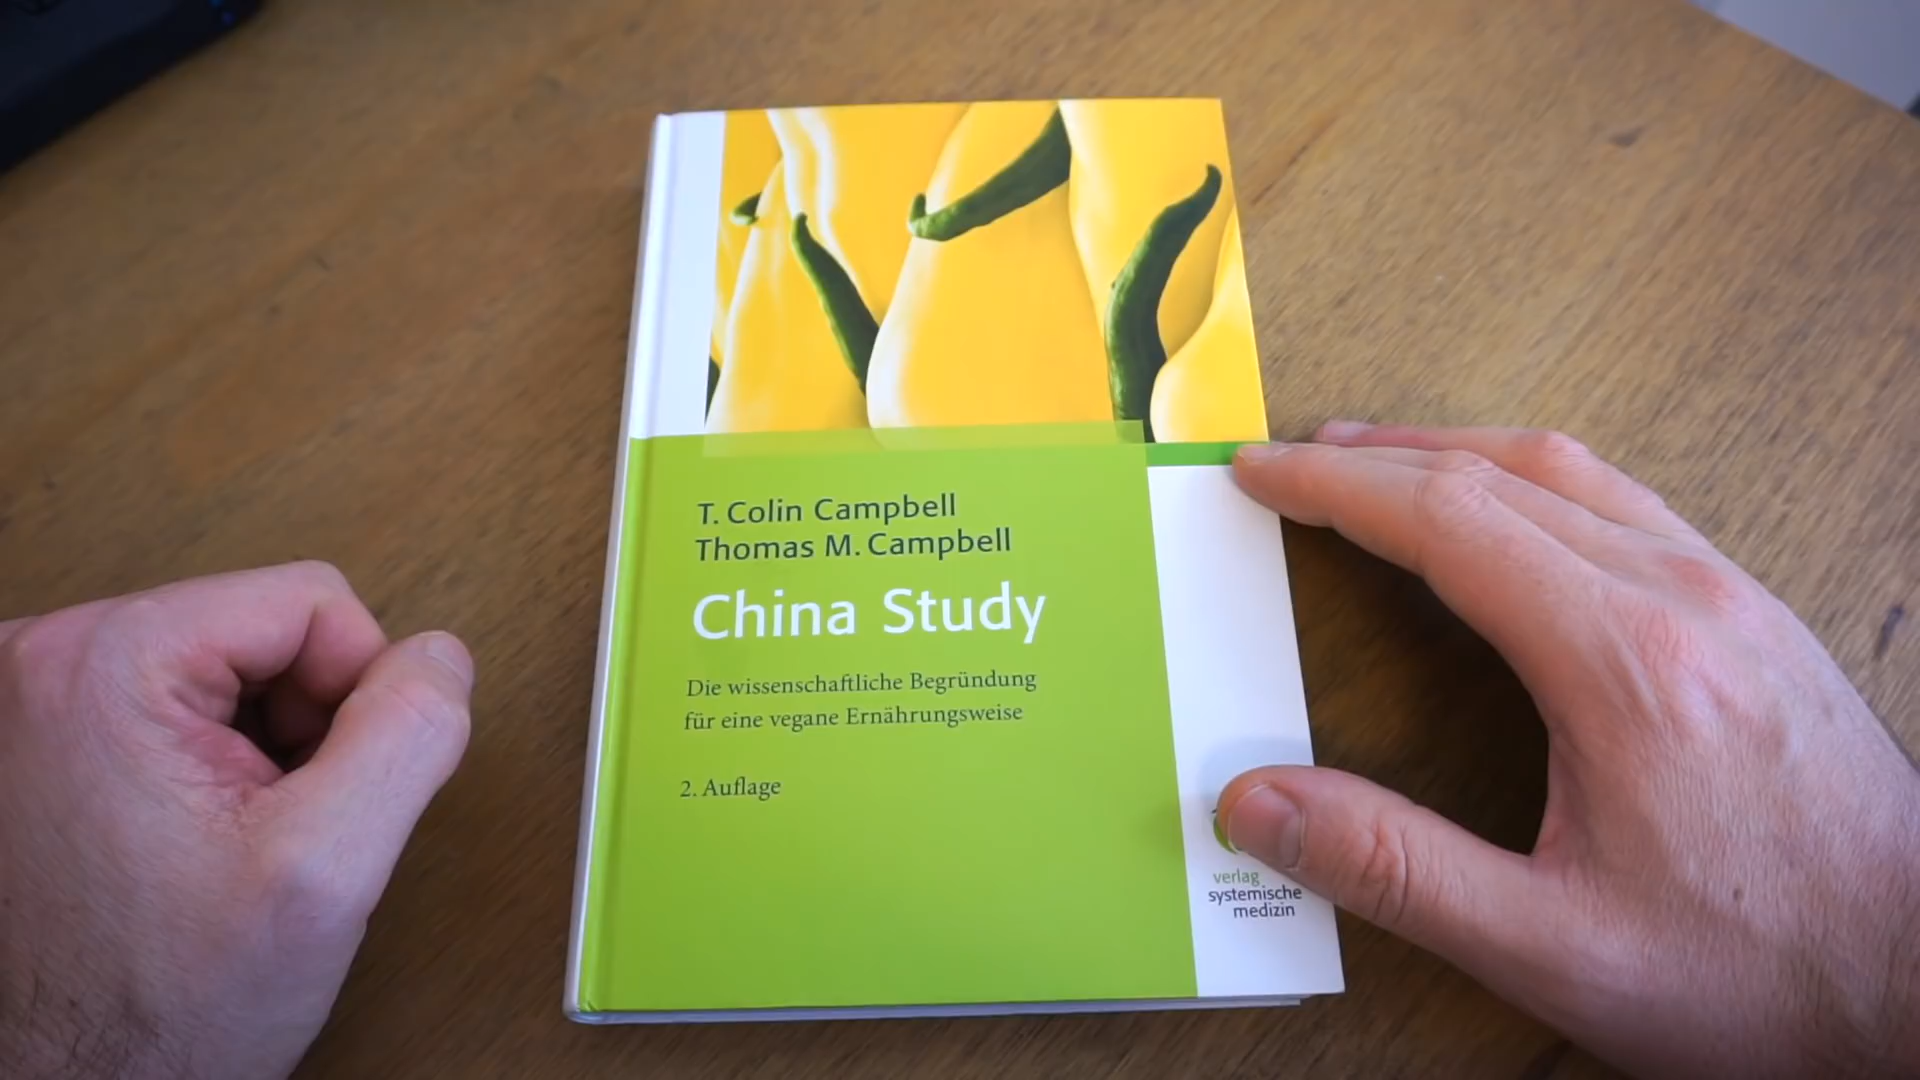 T. Colin Campbell
Thomas M. Campbell
China Study
Die wissenschaftliche Begründung
für eine vegane Ernährungsweise
2. Auflage
verlag
systemische
medizin